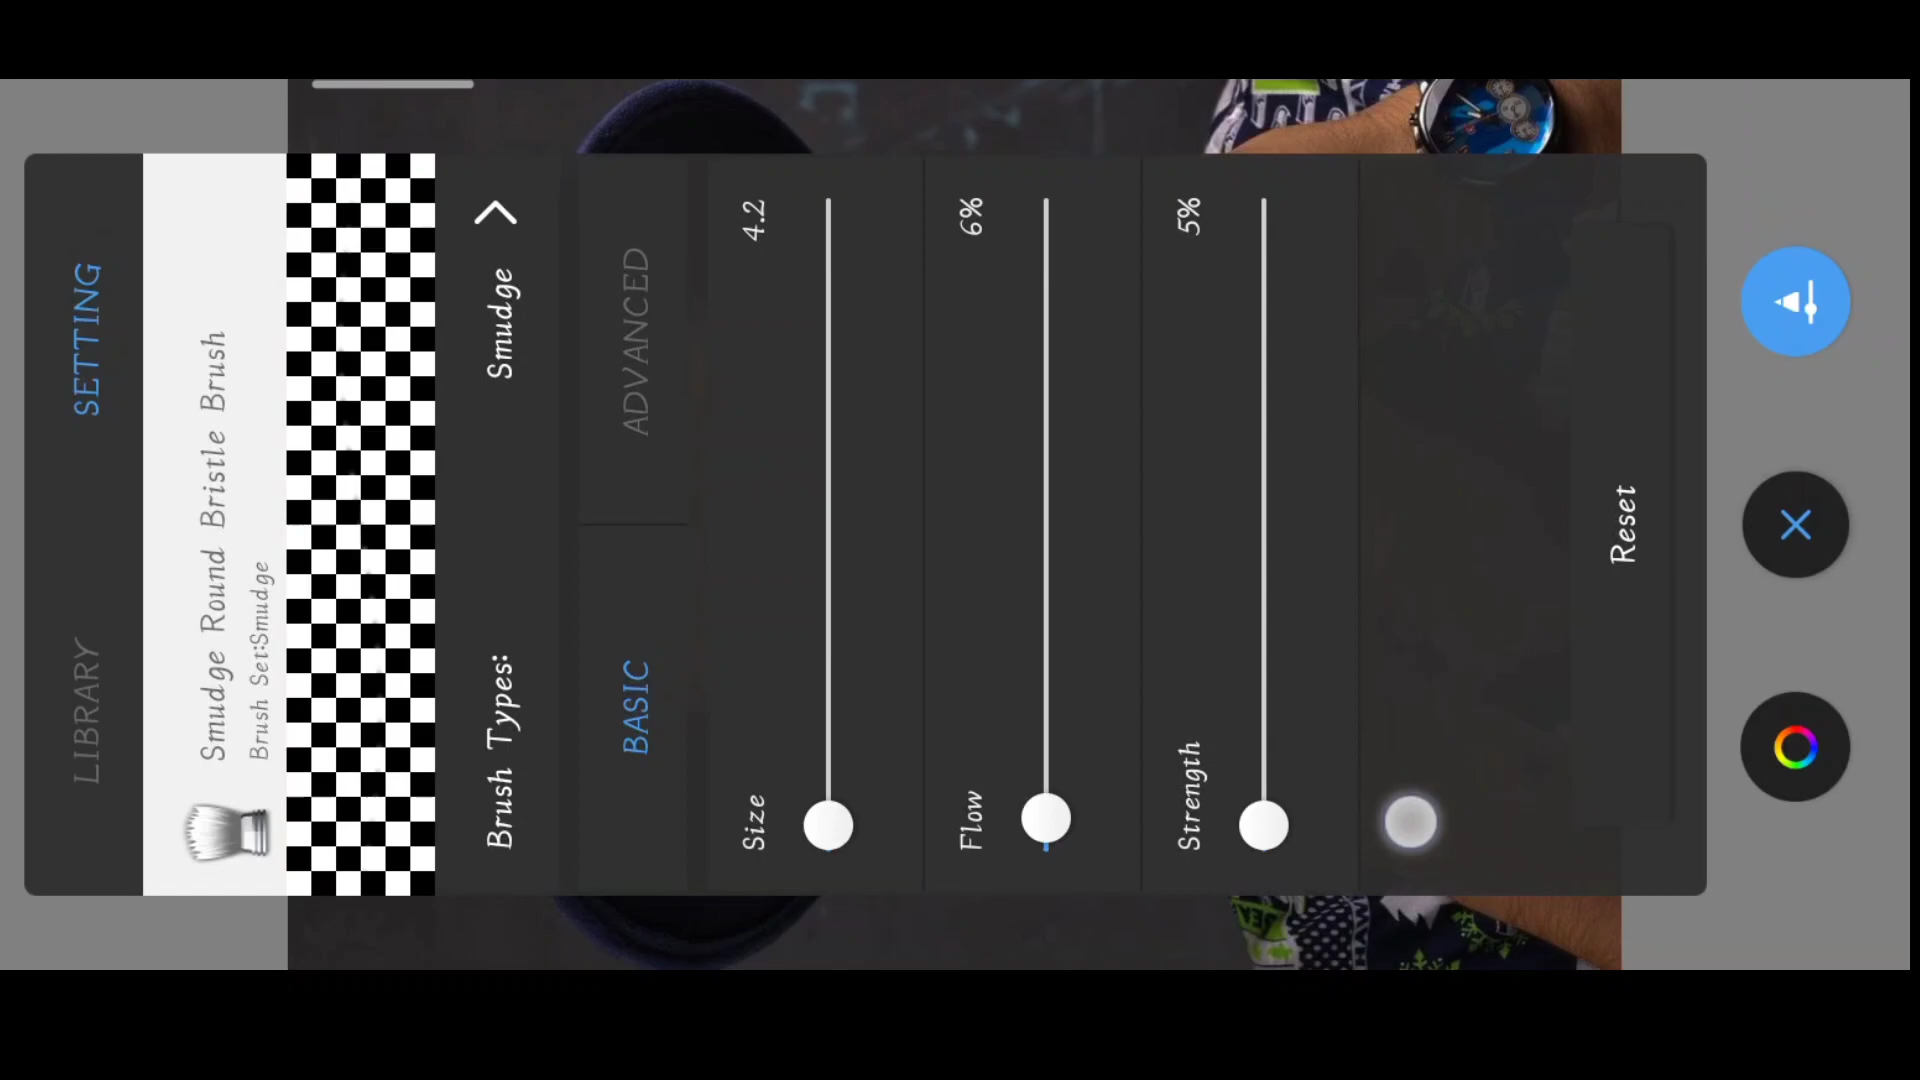 LIBRARY
SETTING
Smudge Round Bristle Brush
Brush Set:Smudge
Brush Types:
Smudge
BASIC
ADVANCED
Size
4.2
Flow
6%
Strength
5%
Reset